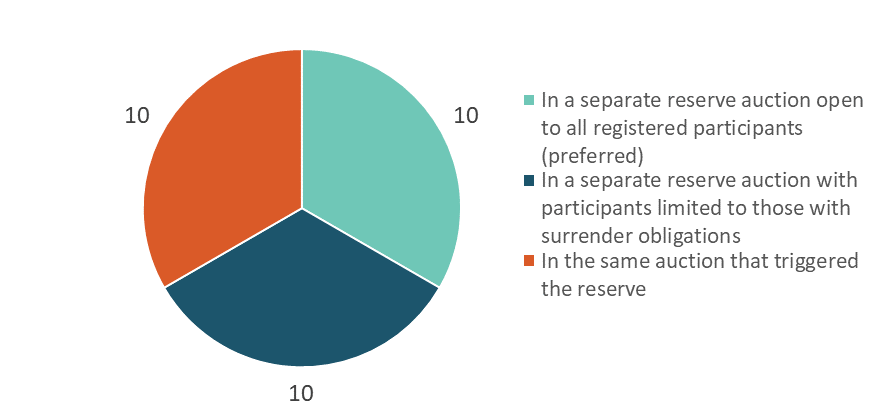 10
10
10
In a separate reserve auction open
to all registered participants
(preferred)
In a separate reserve auction with
participants limited to those with
surrender obligations
In the same auction that triggered
the reserve